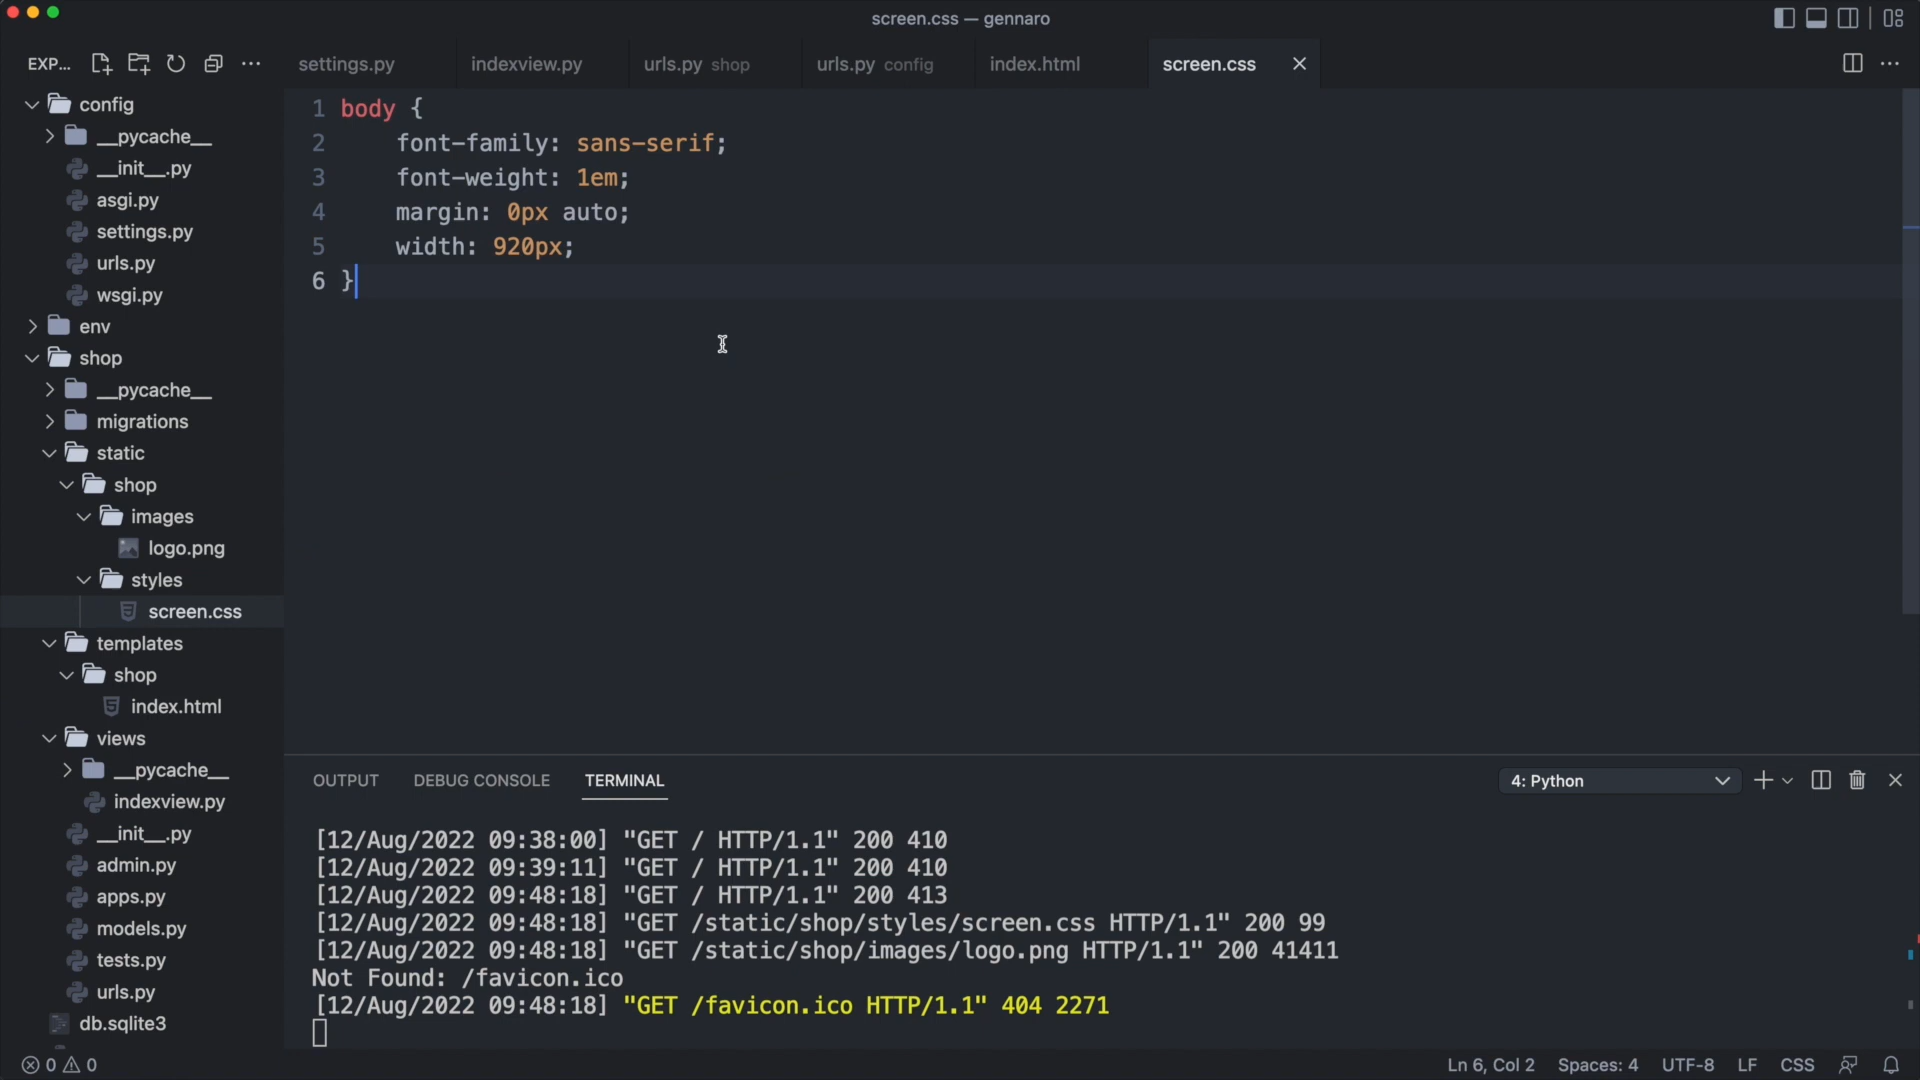 screen.css — gennaro
EXP...
settings.py
indexview.py
urls.py shop
urls.py config
index.html
screen.css
config
__pycache__
__init__.py
asgi.py
settings.py
urls.py
wsgi.py
env
shop
__pycache__
migrations
static
shop
images
logo.png
styles
screen.css
templates
shop
index.html
views
__pycache__
indexview.py
__init__.py
admin.py
apps.py
models.py
tests.py
urls.py
db.sqlite3
1 body {
2 font-family: sans-serif;
3 font-weight: 1em;
4 margin: 0px auto;
5 width: 920px;
6 }
OUTPUT DEBUG CONSOLE TERMINAL
4: Python
[12/Aug/2022 09:38:00] "GET / HTTP/1.1" 200 410
[12/Aug/2022 09:39:11] "GET / HTTP/1.1" 200 410
[12/Aug/2022 09:48:18] "GET / HTTP/1.1" 200 413
[12/Aug/2022 09:48:18] "GET /static/shop/styles/screen.css HTTP/1.1" 200 99
[12/Aug/2022 09:48:18] "GET /static/shop/images/logo.png HTTP/1.1" 200 41411
Not Found: /favicon.ico
[12/Aug/2022 09:48:18] "GET /favicon.ico HTTP/1.1" 404 2271
0 0
Ln 6, Col 2 Spaces: 4 UTF-8 LF CSS